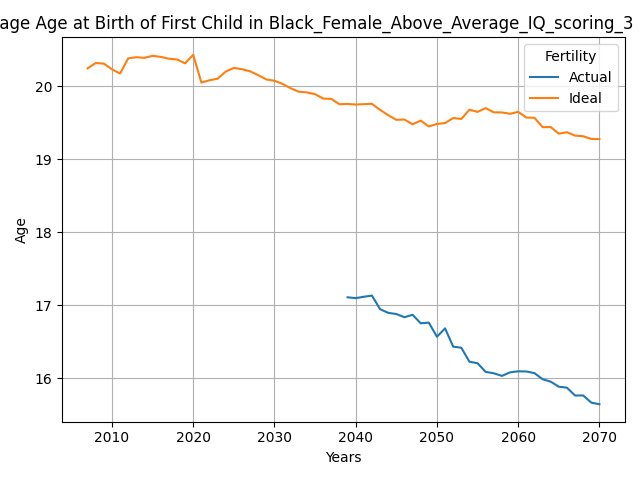 age Age at Birth of First Child in Black_Female_Above_Average_IQ_scoring_3
Fertility
Actual
Ideal
Age
20
19
18
17
16
2010 2020 2030 2040 2050 2060 2070
Years